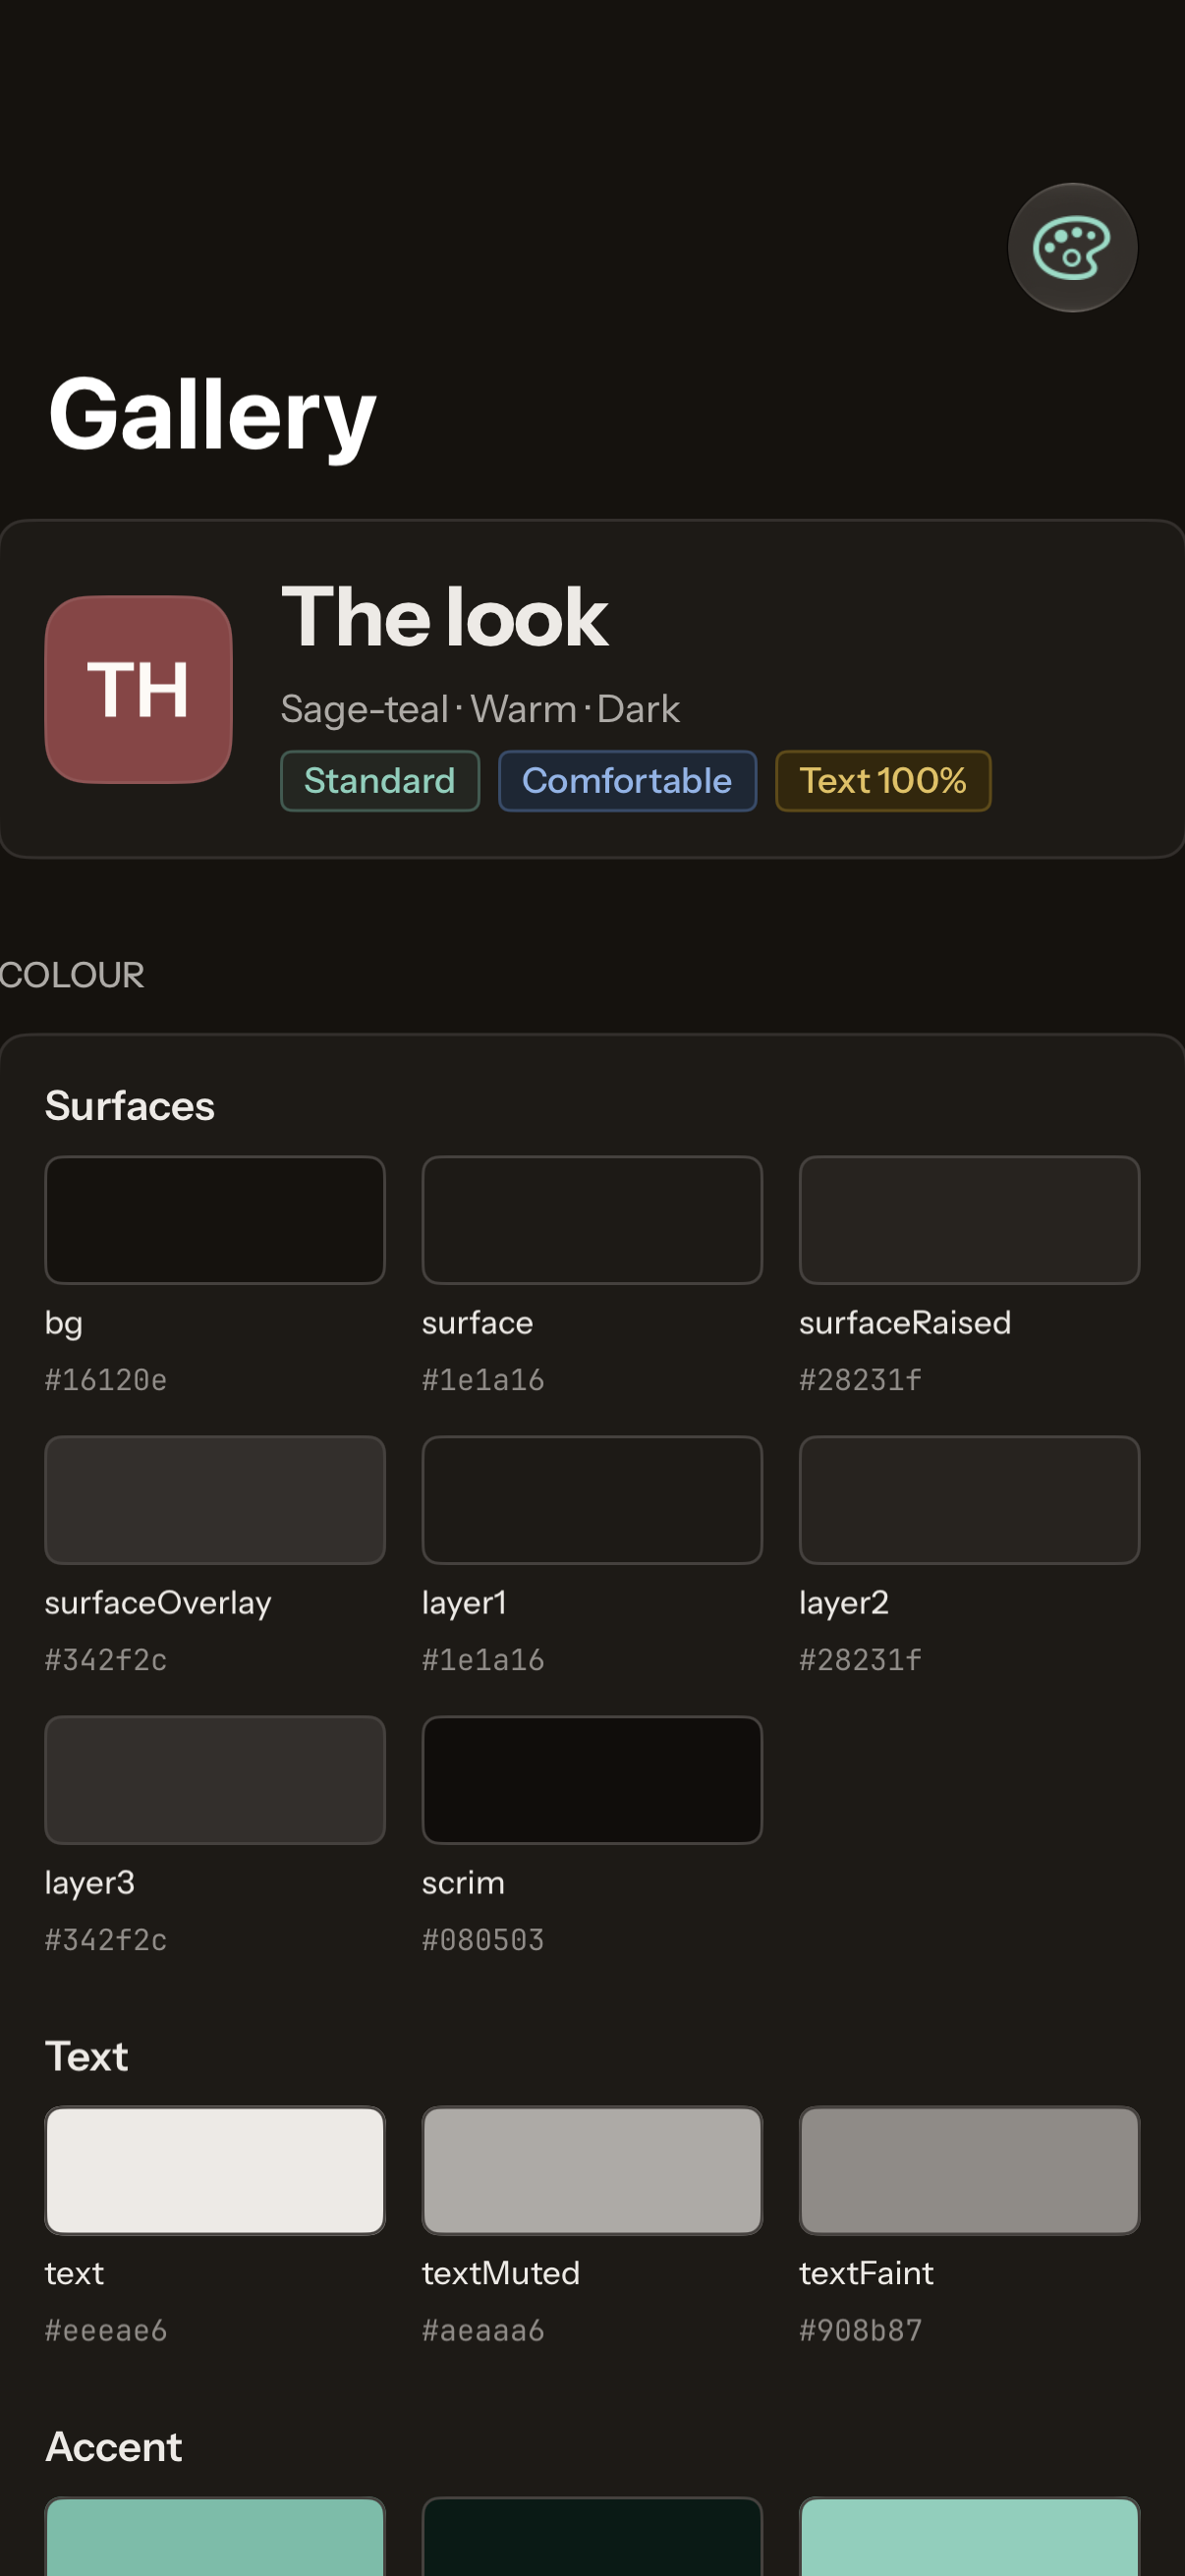 Gallery
TH
The look
Sage-teal · Warm · Dark
Standard Comfortable Text 100%
COLOUR
Surfaces
bg surface surfaceRaised
#16120e #1e1a16 #28231f
surfaceOverlay layer1 layer2
#342f2c #1e1a16 #28231f
layer3 scrim
#342f2c #080503
Text
text textMuted textFaint
#eeeae6 #aeaaa6 #908b87
Accent